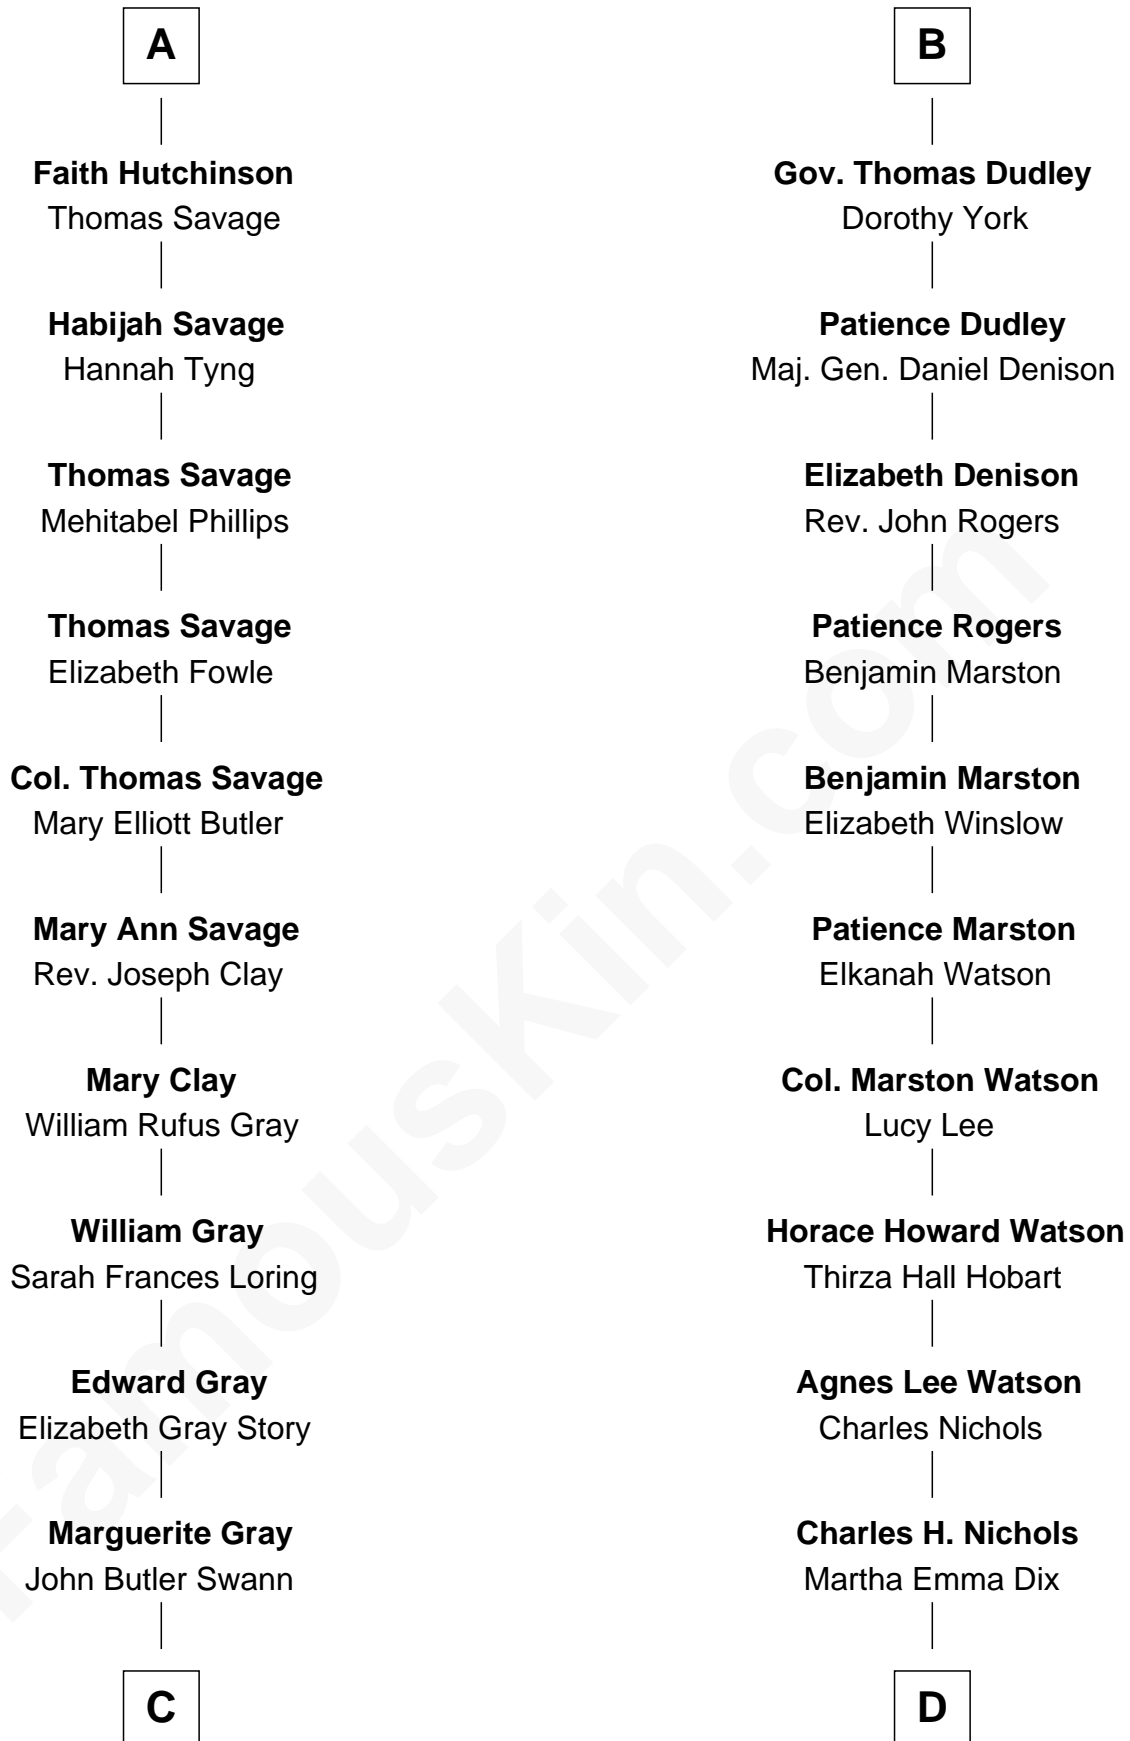 A
Faith Hutchinson
Thomas Savage
Habijah Savage
Hannah Tyng
Thomas Savage
Mehitabel Phillips
Thomas Savage
Elizabeth Fowle
Col. Thomas Savage
Mary Elliott Butler
Mary Ann Savage
Rev. Joseph Clay
Mary Clay
William Rufus Gray
William Gray
Sarah Frances Loring
Edward Gray
Elizabeth Gray Story
Marguerite Gray
John Butler Swann
C
B
Gov. Thomas Dudley
Dorothy York
Patience Dudley
Maj. Gen. Daniel Denison
Elizabeth Denison
Rev. John Rogers
Patience Rogers
Benjamin Marston
Benjamin Marston
Elizabeth Winslow
Patience Marston
Elkanah Watson
Col. Marston Watson
Lucy Lee
Horace Howard Watson
Thirza Hall Hobart
Agnes Lee Watson
Charles Nichols
Charles H. Nichols
Martha Emma Dix
D
FamousKin.com